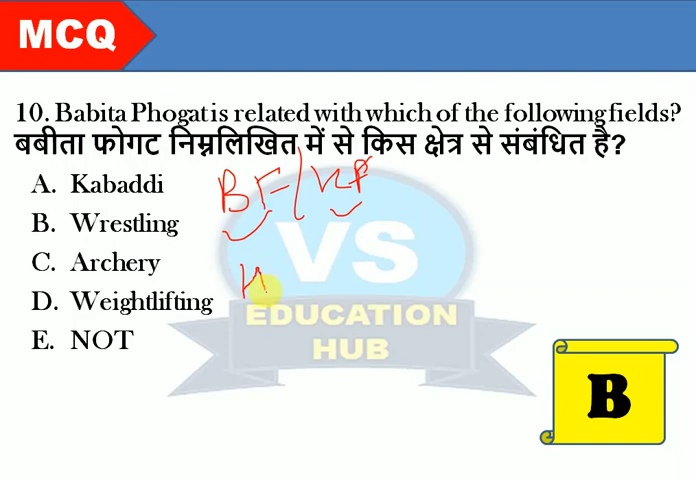 MCQ
10. Babita Phogat is related with which of the following fields?
बबीता फोगट निम्नलिखित में से किस क्षेत्र से संबंधित है?
A. Kabaddi
BF/
B. Wrestling
VS
C. Archery
H
D. Weightlifting
EDUCATION
E. NOT
HUB
B